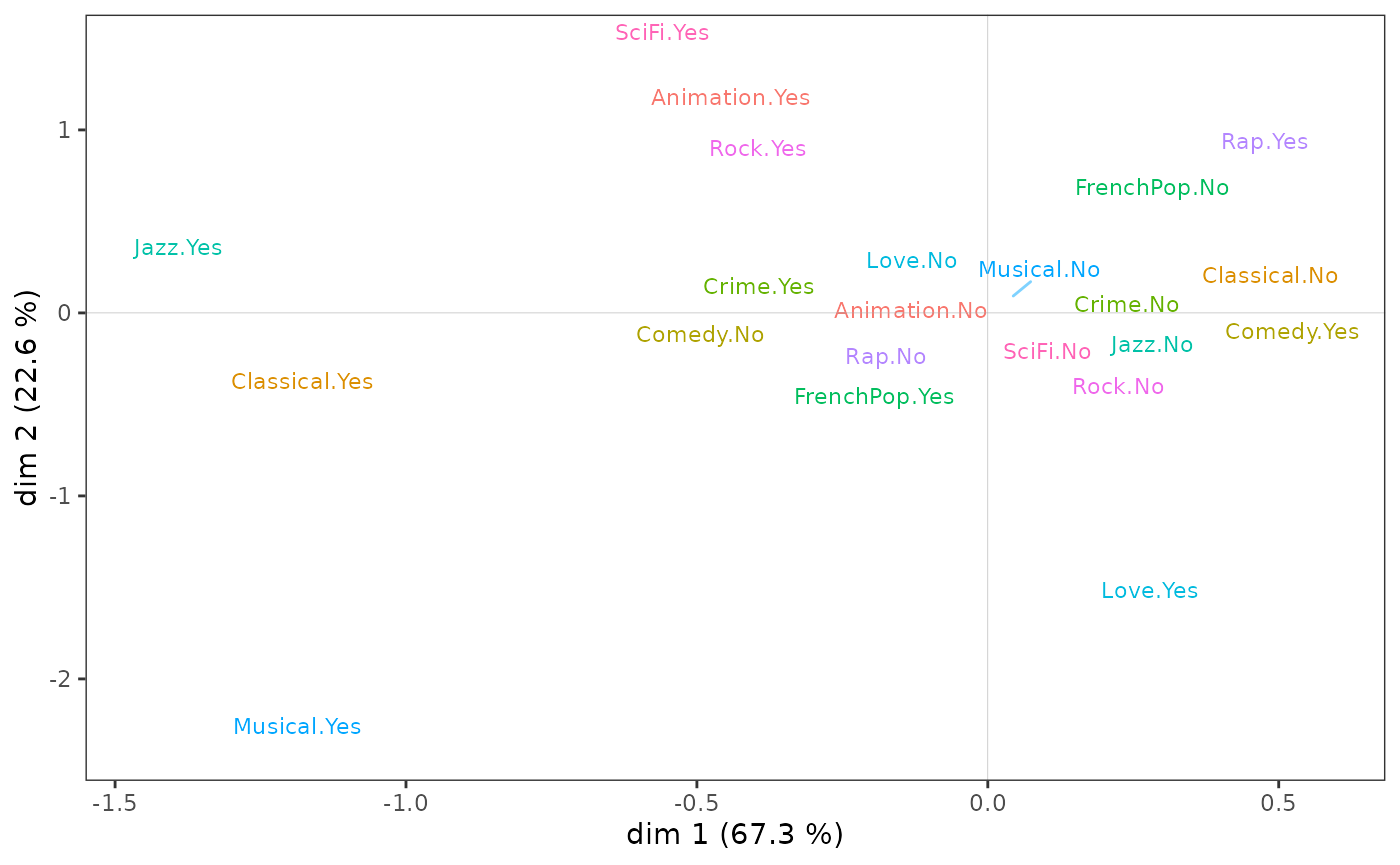 SciFi.Yes
Animation.Yes
1
Rap.Yes
Rock.Yes
FrenchPop.No
Jazz.Yes
Love.No
Musical.No
Classical.No
Crime.Yes
Crime.No
0
Animation.No
Comedy.No
Comedy.Yes
Jazz.No
SciFi.No
Rap.No
Classical.Yes
Rock.No
FrenchPop.Yes
dim 2 (22.6 %)
-1
Love.Yes
-2
Musical.Yes
-1.5 -1.0 -0.5 0.0 0.5
dim 1 (67.3 %)